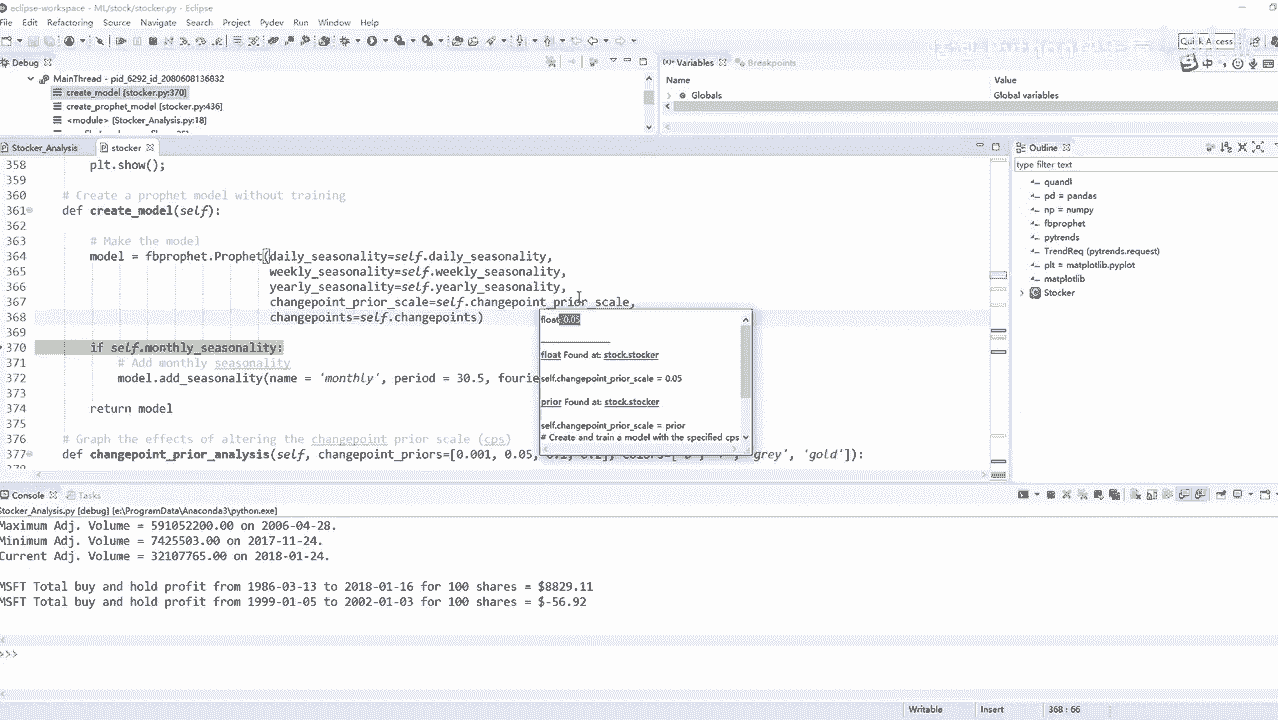 eclipse-workspace - ML/stock/stocker.py - Eclipse
File Edit Refactoring Source Navigate Search Project Pydev Run Window Help
Quick Access
Debug
MainThread - pid_6292_id_2080608136832
create_model [stocker.py:370]
create_prophet_model [stocker.py:436]
<module> [Stocker_Analysis.py:18]
Variables Breakpoints
Name Value
Globals Global variables
Stocker_Analysis stocker
358 plt.show();
359
360 # Create a prophet model without training
361 def create_model(self):
362
363 # Make the model
364 model = fbprophet.Prophet(daily_seasonality=self.daily_seasonality,
365 weekly_seasonality=self.weekly_seasonality,
366 yearly_seasonality=self.yearly_seasonality,
367 changepoint_prior_scale=self.changepoint_prior_scale,
368 changepoints=self.changepoints)
370 if self.monthly_seasonality:
371 # Add monthly seasonality
372 model.add_seasonality(name = 'monthly', period = 30.5, fourie
373
374 return model
375
376 # Graph the effects of altering the changepoint prior scale (cps)
377 def changepoint_prior_analysis(self, changepoint_priors=[0.001, 0.05, 'grey', 'gold']):
float: 0.05
float Found at: stock.stocker
self.changepoint_prior_scale = 0.05
prior Found at: stock.stocker
self.changepoint_prior_scale = prior
# Create and train a model with the specified cps
Outline
type filter text
quandl
pd = pandas
np = numpy
fbprophet
pytrends
TrendReq (pytrends.request)
plt = matplotlib.pyplot
matplotlib
Stocker
Console Tasks
Stocker_Analysis.py [debug] [e:\ProgramData\Anaconda3\python.exe]
Maximum Adj. Volume = 591052200.00 on 2006-04-28.
Minimum Adj. Volume = 7425503.00 on 2017-11-24.
Current Adj. Volume = 32107765.00 on 2018-01-24.
MSFT Total buy and hold profit from 1986-03-13 to 2018-01-16 for 100 shares = $8829.11
MSFT Total buy and hold profit from 1999-01-05 to 2002-01-03 for 100 shares = $-56.92
>>>
Writable Insert 368 : 66